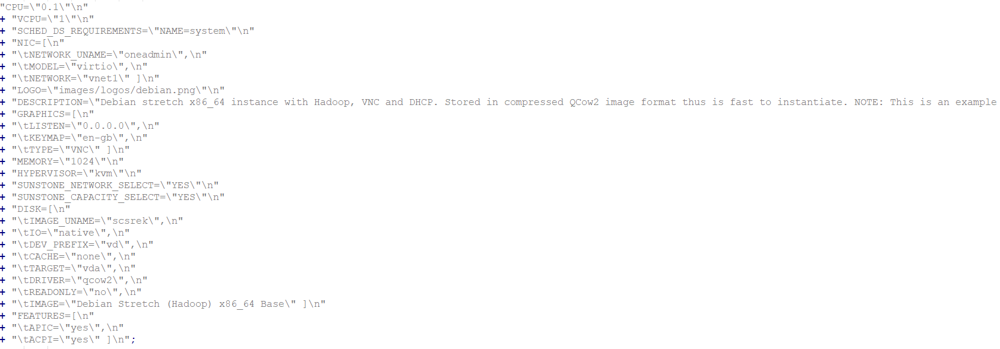 "CPU=\"0.1\"\n"
+ "VCPU=\"1\"\n"
+ "SCHED_DS_REQUIREMENTS=\"NAME=system\"\n"
+ "NIC=[\n"
+ "\tNETWORK_UNAME=\"oneadmin\",\n"
+ "\tMODEL=\"virtio\",\n"
+ "\tNETWORK=\"vnet1\" ]\n"
+ "LOGO=\"images/logos/debian.png\"\n"
+ "DESCRIPTION=\"Debian stretch x86_64 instance with Hadoop, VNC and DHCP. Stored in compressed QCow2 image format thus is fast to instantiate. NOTE: This is an example
+ "GRAPHICS=[\n"
+ "\tLISTEN=\"0.0.0.0\",\n"
+ "\tKEYMAP=\"en-gb\",\n"
+ "\tTYPE=\"VNC\" ]\n"
+ "MEMORY=\"1024\"\n"
+ "HYPERVISOR=\"kvm\"\n"
+ "SUNSTONE_NETWORK_SELECT=\"YES\"\n"
+ "SUNSTONE_CAPACITY_SELECT=\"YES\"\n"
+ "DISK=[\n"
+ "\tIMAGE_UNAME=\"scsrek\",\n"
+ "\tIO=\"native\",\n"
+ "\tDEV_PREFIX=\"vd\",\n"
+ "\tCACHE=\"none\",\n"
+ "\tTARGET=\"vda\",\n"
+ "\tDRIVER=\"qcow2\",\n"
+ "\tREADONLY=\"no\",\n"
+ "\tIMAGE=\"Debian Stretch (Hadoop) x86_64 Base\" ]\n"
+ "FEATURES=[\n"
+ "\tAPIC=\"yes\",\n"
+ "\tACPI=\"yes\" ]\n";